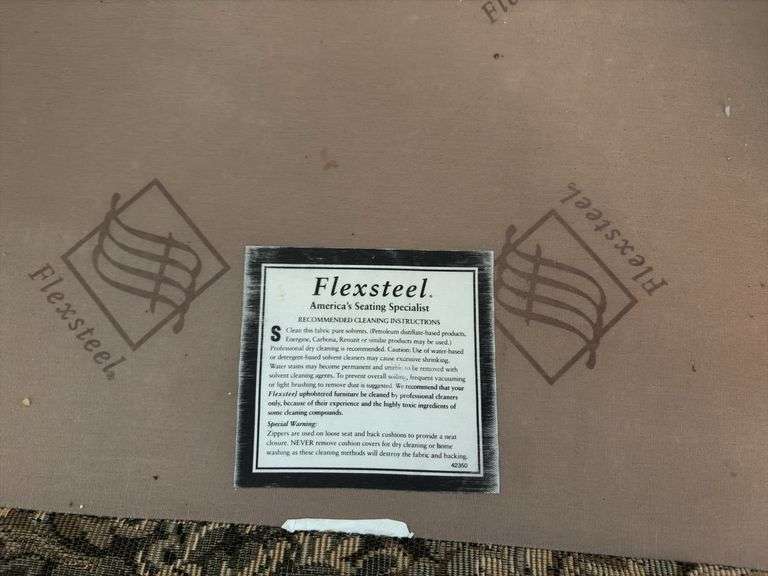 Fle
Flexsteel
Flexsteel
Flexsteel
America's Seating Specialist
RECOMMENDED CLEANING INSTRUCTIONS
S Clean this fabric pure solvents. (Petroleum distillate-based products,
Energine, Carbona, Renuzit or similar products may be used.)
Professional dry cleaning is recommended. Caution: Use of water-based
or detergent-based solvent cleaners may cause excessive shrinking.
Water stains may become permanent and unable to be removed with
solvent cleaning agents. To prevent overall soiling, frequent vacuuming
or light brushing to remove dust is suggested. We recommend that your
Flexsteel upholstered furniture be cleaned by professional cleaners
only, because of their experience and the highly toxic ingredients of
some cleaning compounds.
Special Warning:
Zippers are used on loose seat and back cushions to provide a neat
closure. NEVER remove cushion covers for dry cleaning or home
washing as these cleaning methods will destroy the fabric and backing.
42350